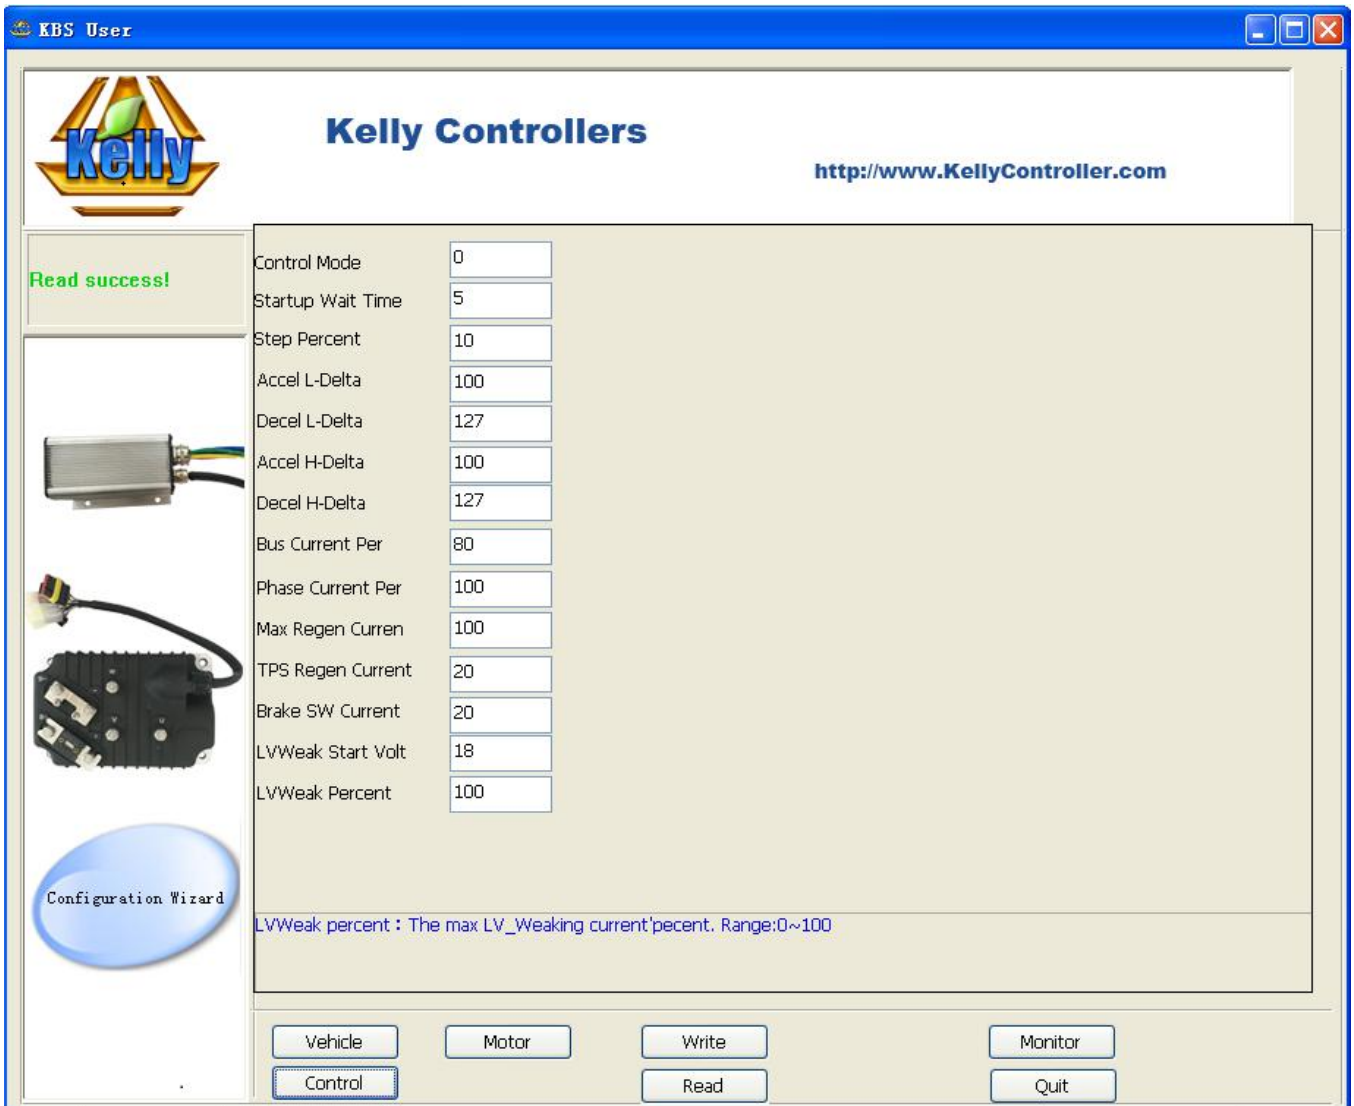 KBS User
Kelly
Kelly Controllers
http://www.KellyController.com
Read success!
Control Mode 0
Startup Wait Time 5
Step Percent 10
Accel L-Delta 100
Decel L-Delta 127
Accel H-Delta 100
Decel H-Delta 127
Bus Current Per 80
Phase Current Per 100
Max Regen Curren 100
TPS Regen Current 20
Brake SW Current 20
LVWeak Start Volt 18
LVWeak Percent 100
Configuration Wizard
LVWeak percent：The max LV_Weaking current'pecent. Range:0~100
Vehicle Motor Write Monitor
Control Read Quit